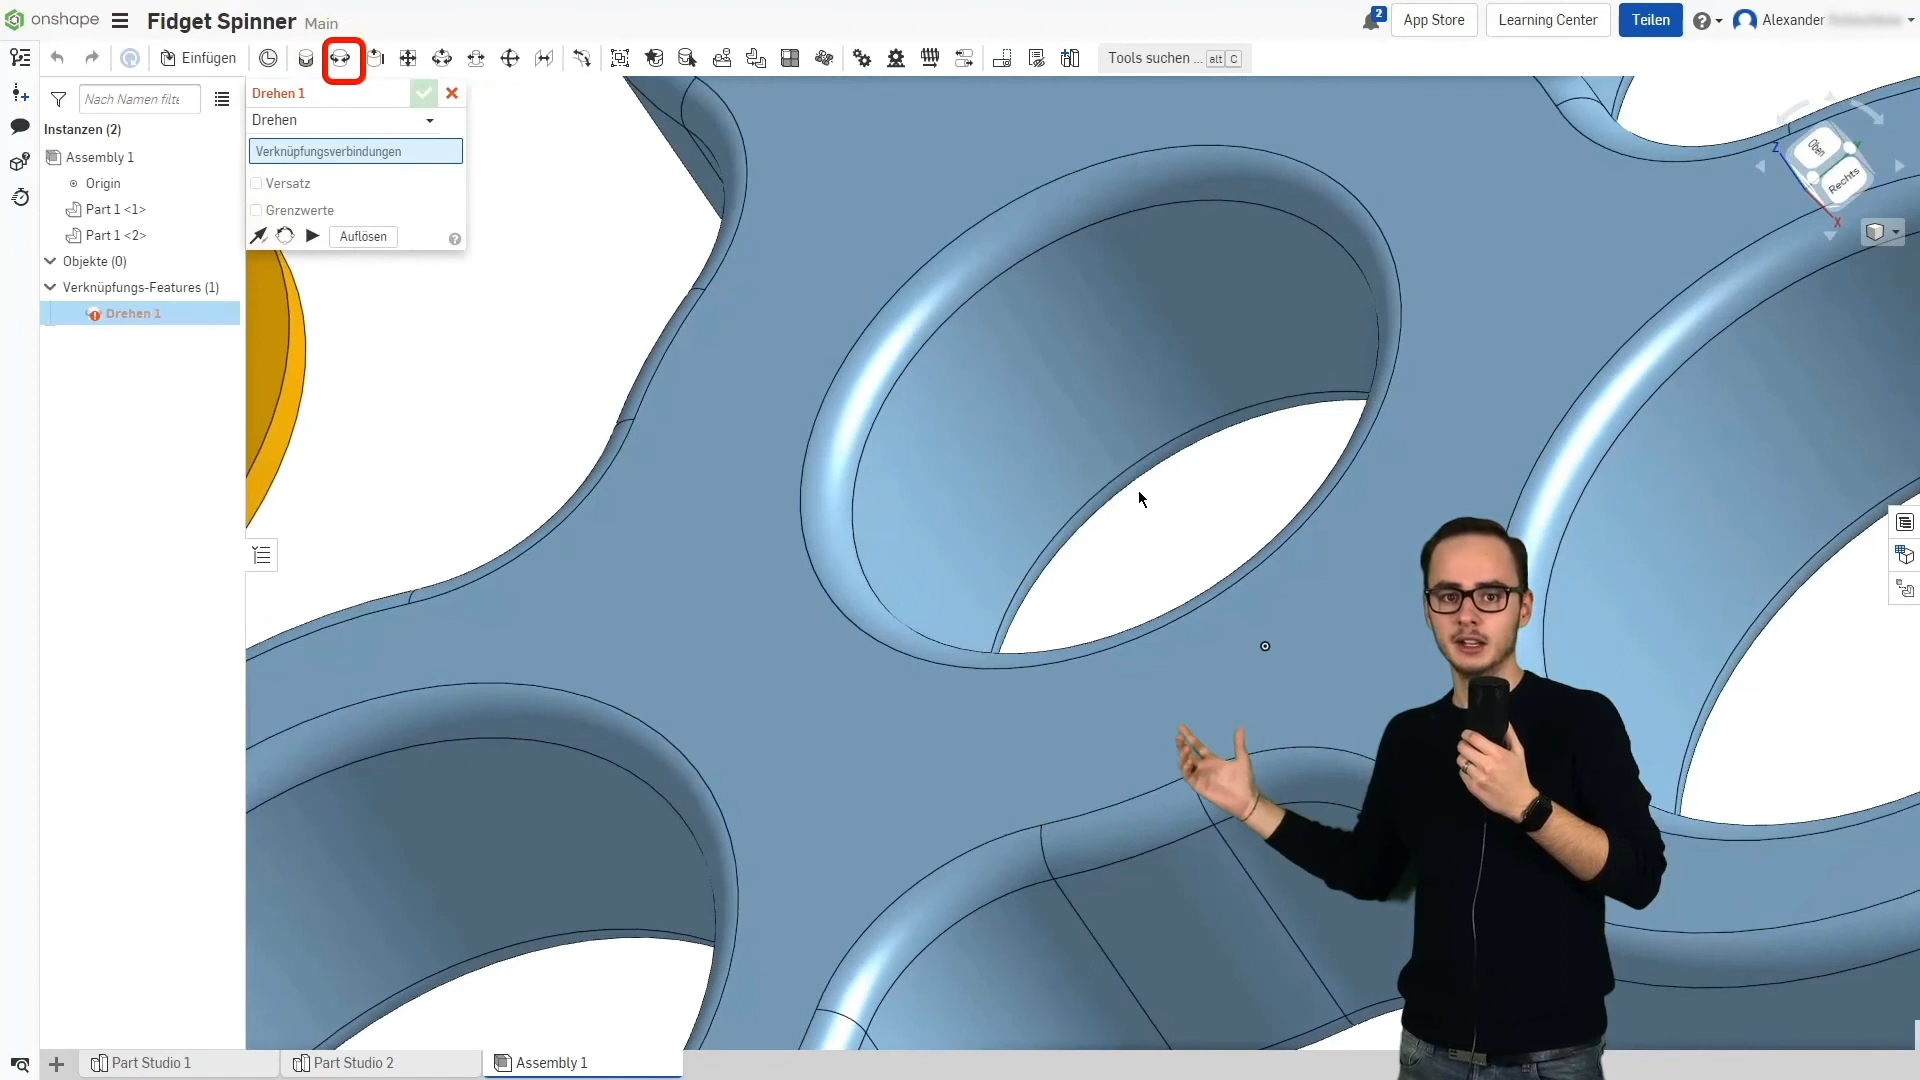 onshape
Fidget Spinner Main
2
App Store
Learning Center
Teilen
Alexander
Einfügen
Tools suchen ... alt C
Nach Namen filte
Instanzen (2)
Assembly 1
Origin
Part 1 <1>
Part 1 <2>
Objekte (0)
Verknüpfungs-Features (1)
Drehen 1
Drehen 1
Drehen
Verknüpfungsverbindungen
Versatz
Grenzwerte
Auflösen
Oben
Rechts
Z
X
Part Studio 1
Part Studio 2
Assembly 1